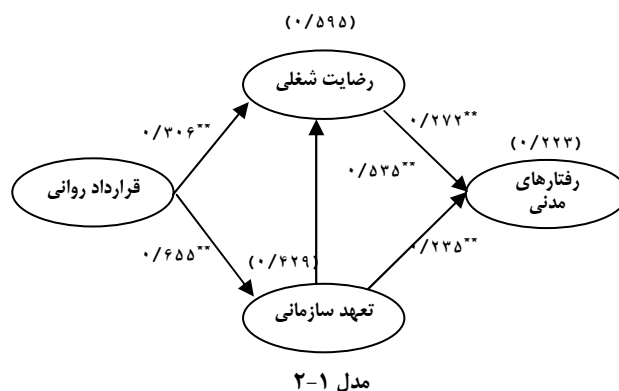 (۰/۵۹۵)
رضایت شغلی
۰/۳۰۶**
۰/۲۷۲**
(۰/۲۲۳)
۰/۵۳۵**
قرارداد روانی
رفتارهای
مدنی
۰/۶۵۵**
(۰/۴۲۹)
۰/۲۳۵**
تعهد سازمانی
مدل ۱-۲